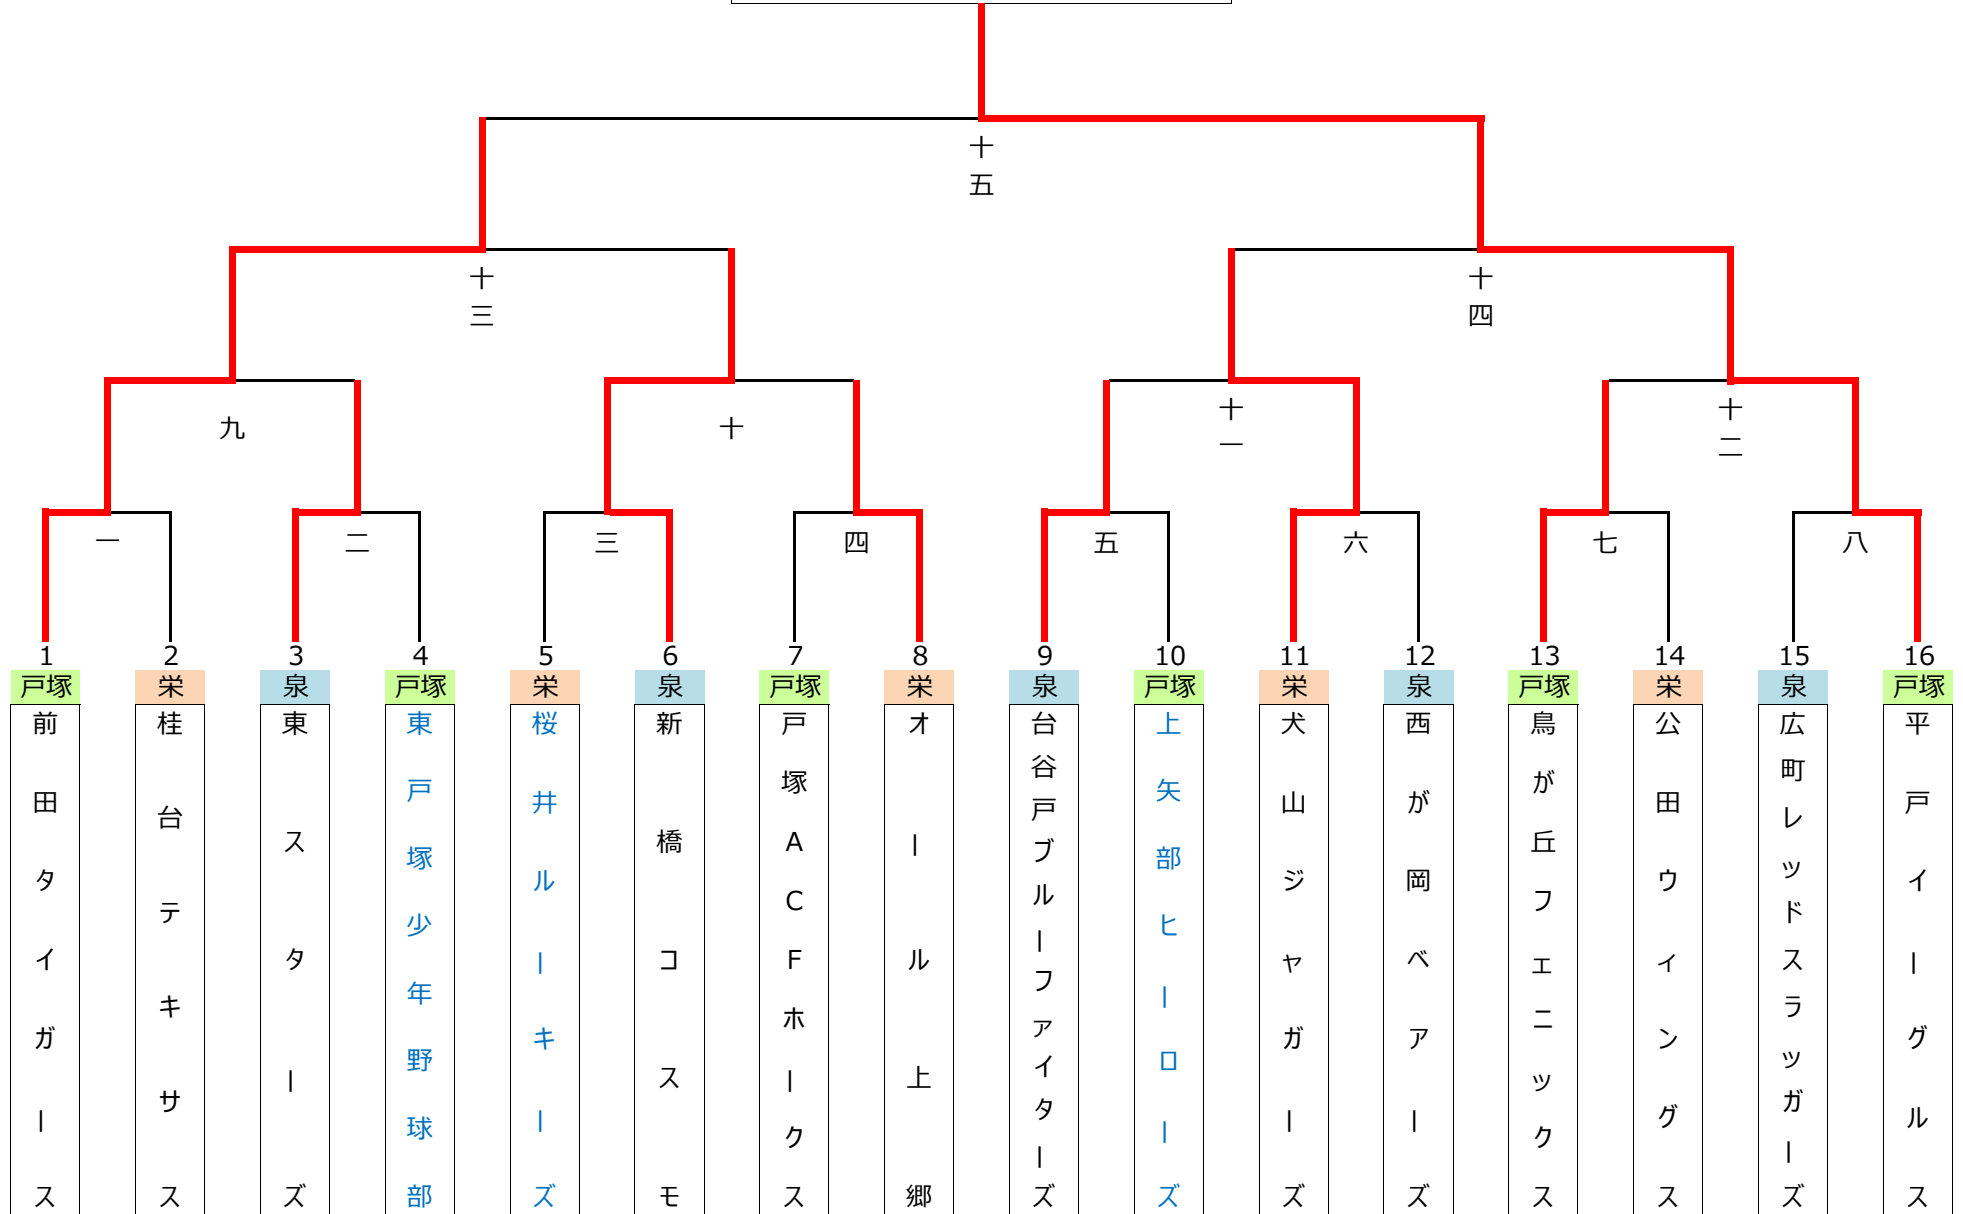 十五
十三
十四
九
十
十一
十二
一
二
三
四
五
六
七
八
1 2 3 4 5 6 7 8 9 10 11 12 13 14 15 16
戸塚 栄 泉 戸塚 栄 泉 戸塚 栄 泉 戸塚 栄 泉 戸塚 栄 泉 戸塚
前田タイガース
桂台テキサス
東スターズ
東戸塚少年野球部
桜井ルーキーズ
新橋コスモ
戸塚ACFホークス
オール上郷
台谷戸ブルーファイターズ
上矢部ヒーローズ
犬山ジャガーズ
西が岡ベアーズ
鳥が丘フェニックス
公田ウィングス
広町レッドスラッガーズ
平戸イーグルス